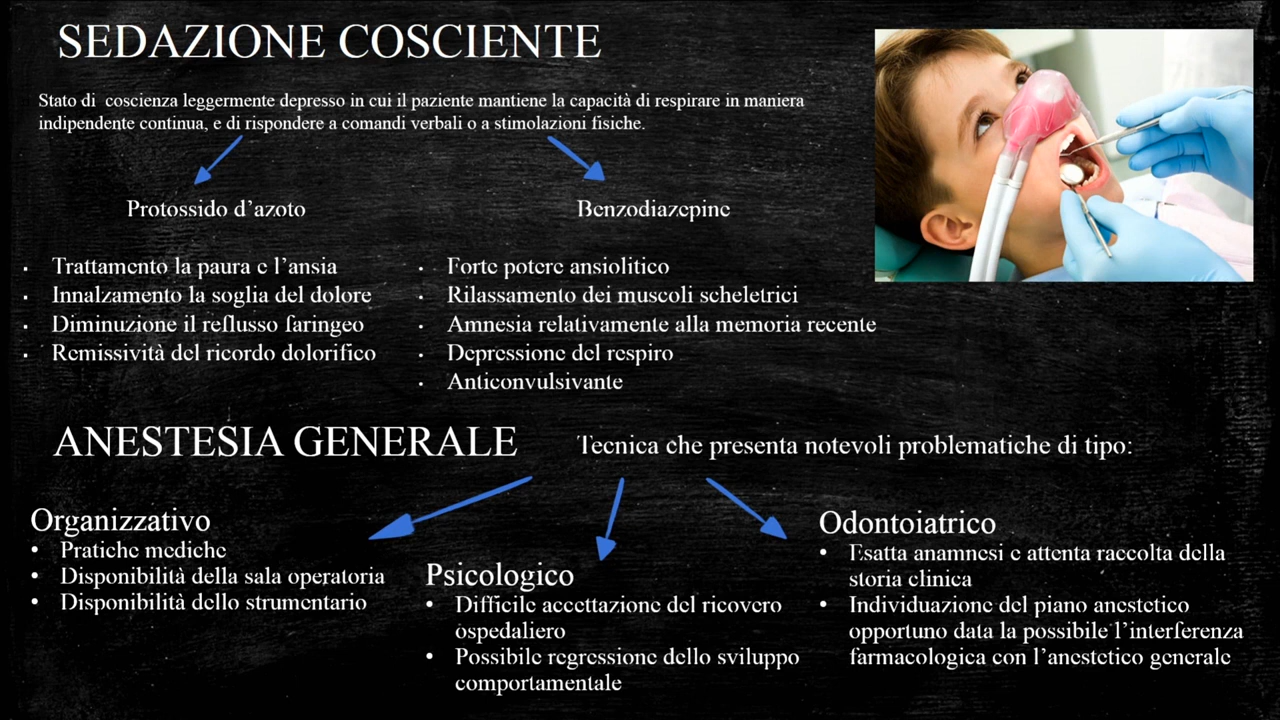 SEDAZIONE COSCIENTE
Stato di coscienza leggermente depresso in cui il paziente mantiene la capacità di respirare in maniera
indipendente continua, e di rispondere a comandi verbali o a stimolazioni fisiche.
Protossido d'azoto
▪ Trattamento la paura e l'ansia
▪ Innalzamento la soglia del dolore
▪ Diminuzione il reflusso faringeo
▪ Remissività del ricordo dolorifico
Benzodiazepine
▪ Forte potere ansiolitico
▪ Rilassamento dei muscoli scheletrici
▪ Amnesia relativamente alla memoria recente
▪ Depressione del respiro
▪ Anticonvulsivante
ANESTESIA GENERALE
Tecnica che presenta notevoli problematiche di tipo:
Organizzativo
• Pratiche mediche
• Disponibilità della sala operatoria
• Disponibilità dello strumentario
Psicologico
• Difficile accettazione del ricovero
ospedaliero
• Possibile regressione dello sviluppo
comportamentale
Odontoiatrico
• Esatta anamnesi e attenta raccolta della
storia clinica
• Individuazione del piano anestetico
opportuno data la possibile l'interferenza
farmacologica con l'anestetico generale